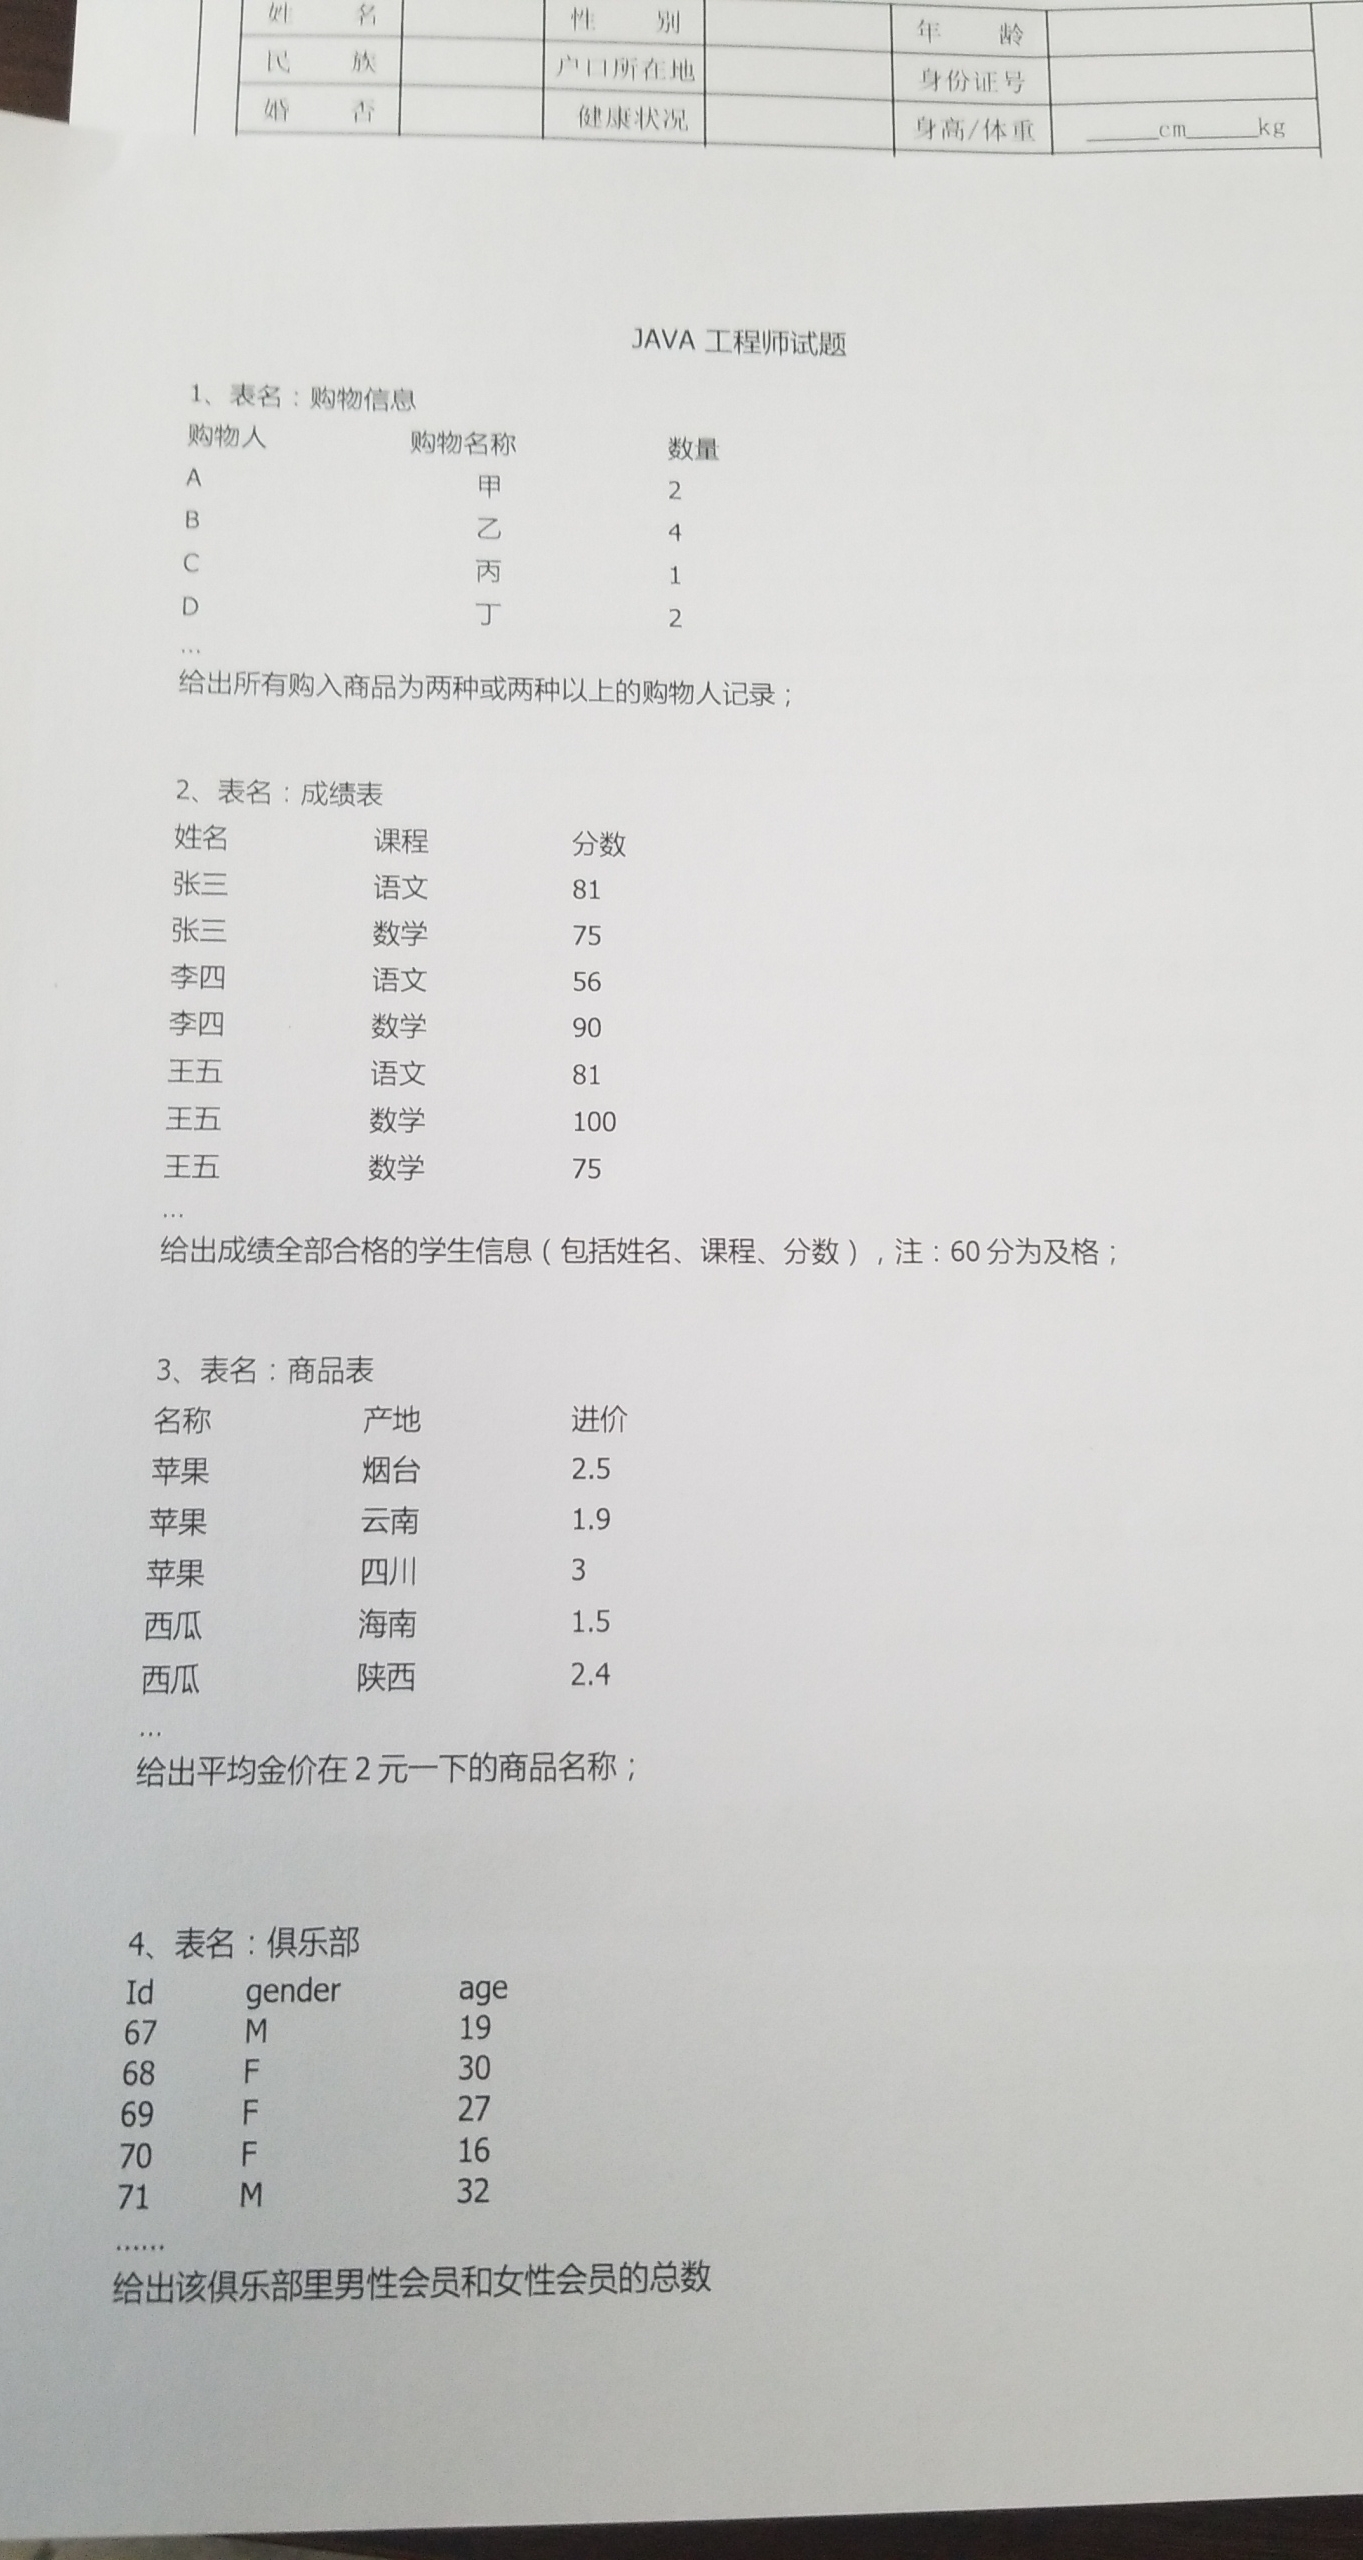 姓 名 性 别 年 龄
民 族 户口所在地 身份证号
婚 否 健康状况 身高/体重 ______cm______kg
JAVA 工程师试题
1、表名：购物信息
购物人 购物名称 数量
A 甲 2
B 乙 4
C 丙 1
D 丁 2
...
给出所有购入商品为两种或两种以上的购物人记录；
2、表名：成绩表
姓名 课程 分数
张三 语文 81
张三 数学 75
李四 语文 56
李四 数学 90
王五 语文 81
王五 数学 100
王五 数学 75
...
给出成绩全部合格的学生信息（包括姓名、课程、分数），注：60 分为及格；
3、表名：商品表
名称 产地 进价
苹果 烟台 2.5
苹果 云南 1.9
苹果 四川 3
西瓜 海南 1.5
西瓜 陕西 2.4
...
给出平均金价在 2 元一下的商品名称；
4、表名：俱乐部
Id gender age
67 M 19
68 F 30
69 F 27
70 F 16
71 M 32
......
给出该俱乐部里男性会员和女性会员的总数